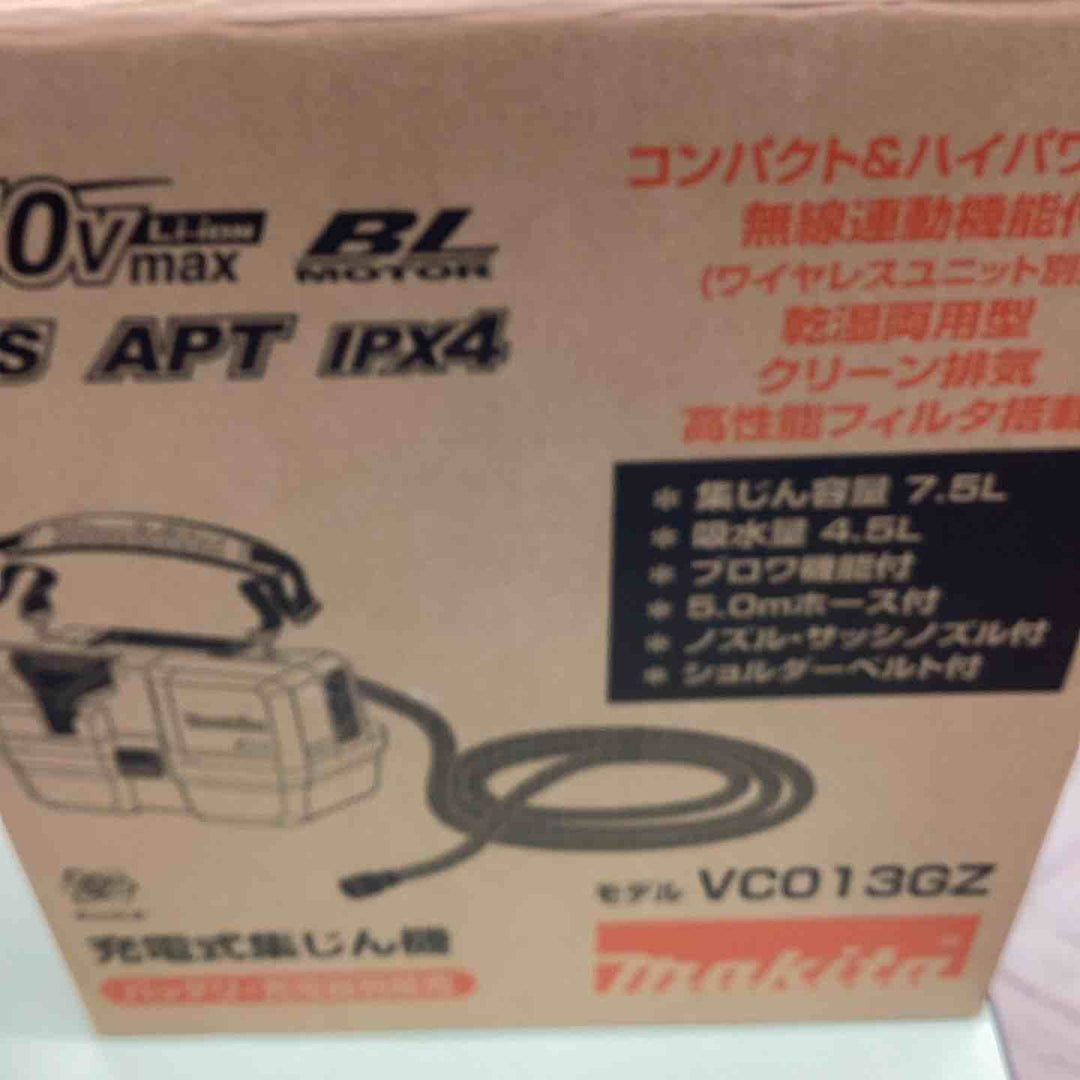 0V Li-ion max BL MOTOR
S APT IPX4
コンパクト&ハイパワ
無線連動機能付
(ワイヤレスユニット別
乾湿両用型
クリーン排気
高性能フィルタ搭載
* 集じん容量 7.5L
* 吸水量 4.5L
* ブロワ機能付
* 5.0mホース付
* ノズル・サッシノズル付
* ショルダーベルト付
モデル VC013GZ
充電式集じん機
makita